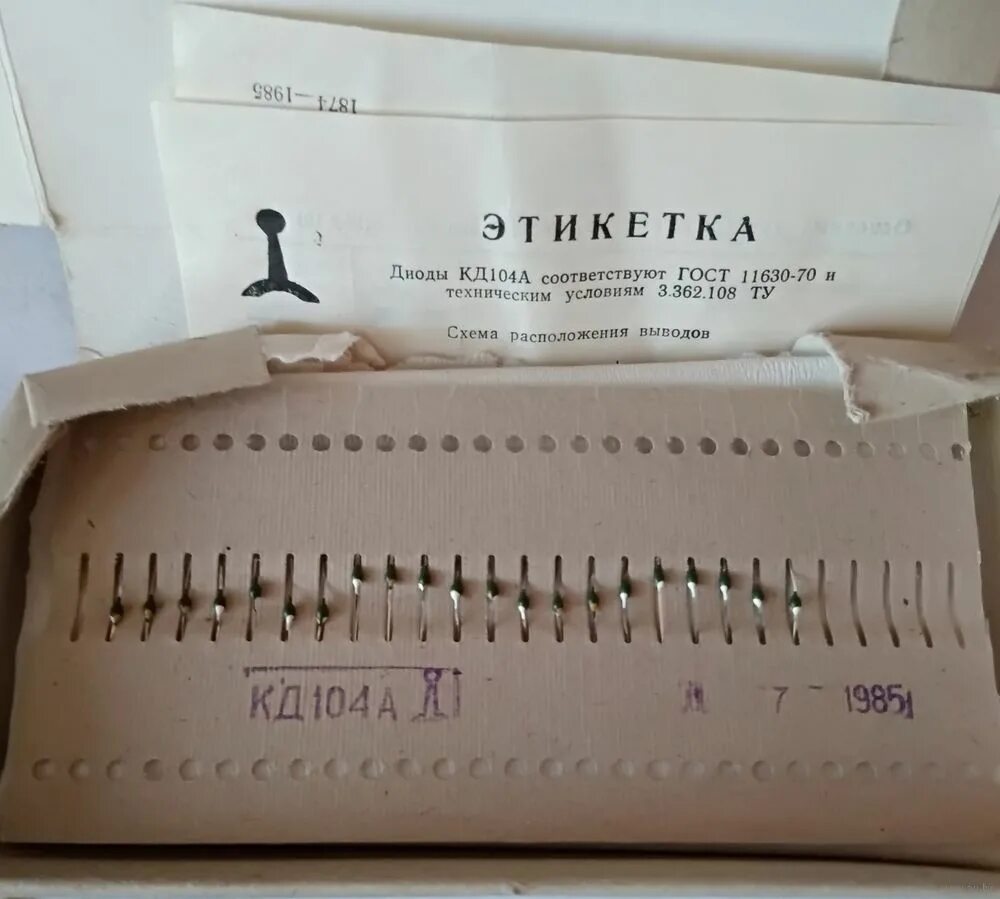 1874—1985
ЭТИКЕТКА
Диоды КД104А соответствуют ГОСТ 11630-70 и
техническим условиям 3.362.108 ТУ
Схема расположения выводов
КД104А
7 - 1985